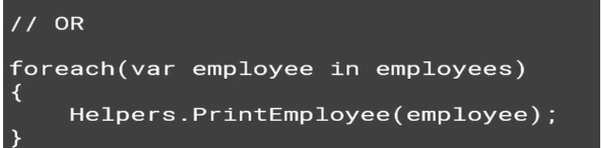 // OR
foreach(var employee in employees)
{
    Helpers.PrintEmployee(employee);
}